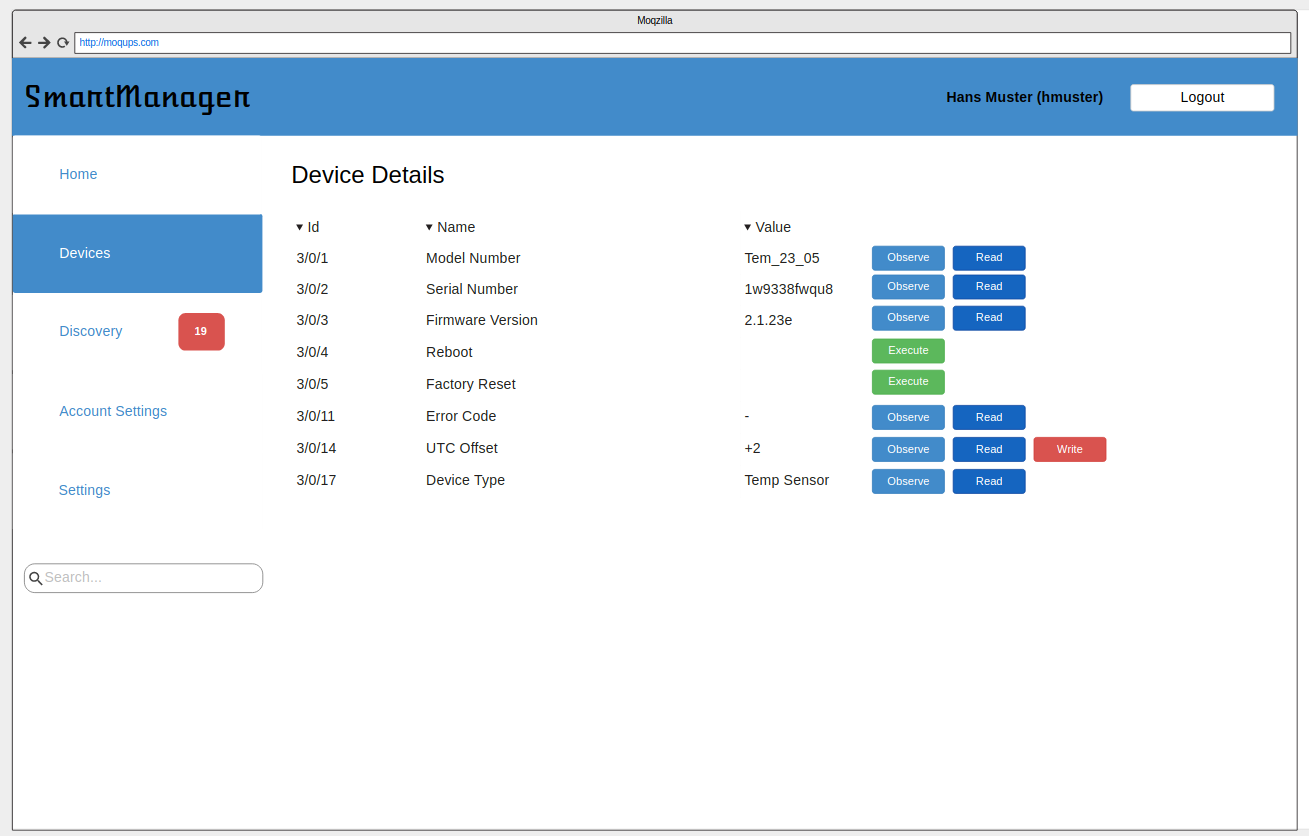 Moqzilla
http://moqups.com
SmartManager
Hans Muster (hmuster)
Logout
Home
Devices
Discovery 19
Account Settings
Settings
Search...
Device Details
Id Name Value
3/0/1 Model Number Tem_23_05 Observe Read
3/0/2 Serial Number 1w9338fwqu8 Observe Read
3/0/3 Firmware Version 2.1.23e Observe Read
3/0/4 Reboot Execute
3/0/5 Factory Reset Execute
3/0/11 Error Code - Observe Read
3/0/14 UTC Offset +2 Observe Read Write
3/0/17 Device Type Temp Sensor Observe Read